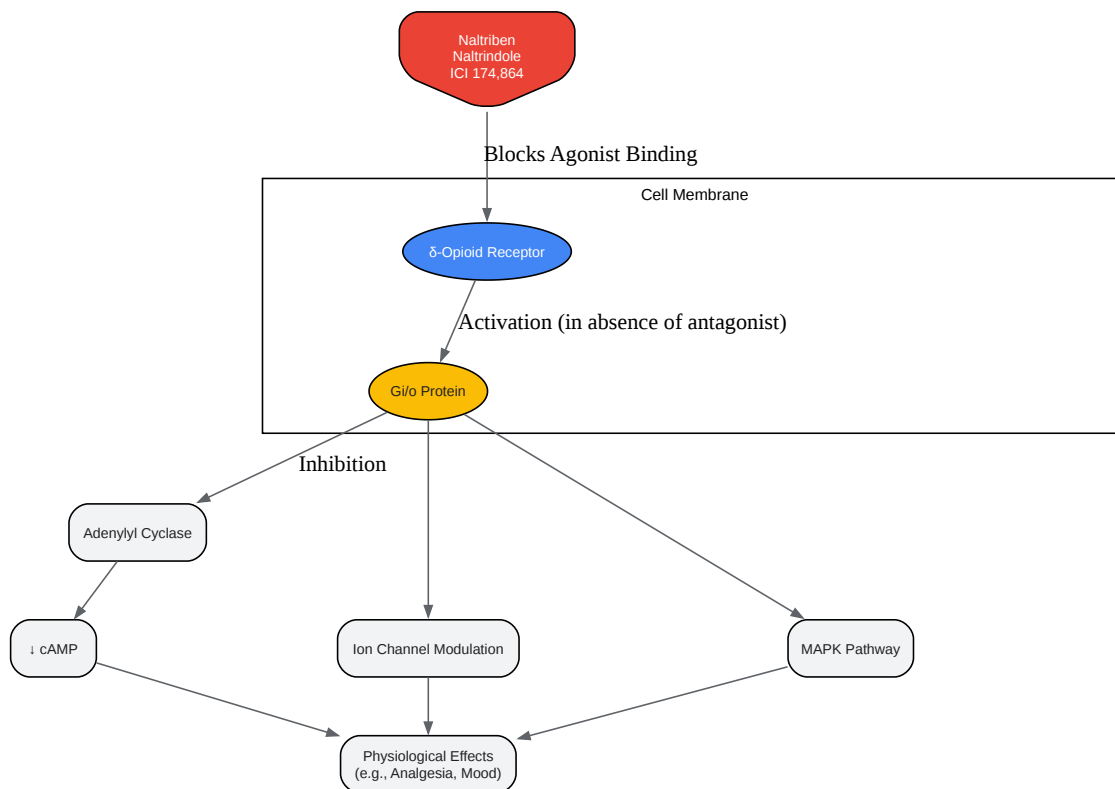 Naltriben
Naltrindole
ICI 174,864
Blocks Agonist Binding
Cell Membrane
δ-Opioid Receptor
Activation (in absence of antagonist)
Gi/o Protein
Inhibition
Adenylyl Cyclase
↓ cAMP
Ion Channel Modulation
MAPK Pathway
Physiological Effects
(e.g., Analgesia, Mood)